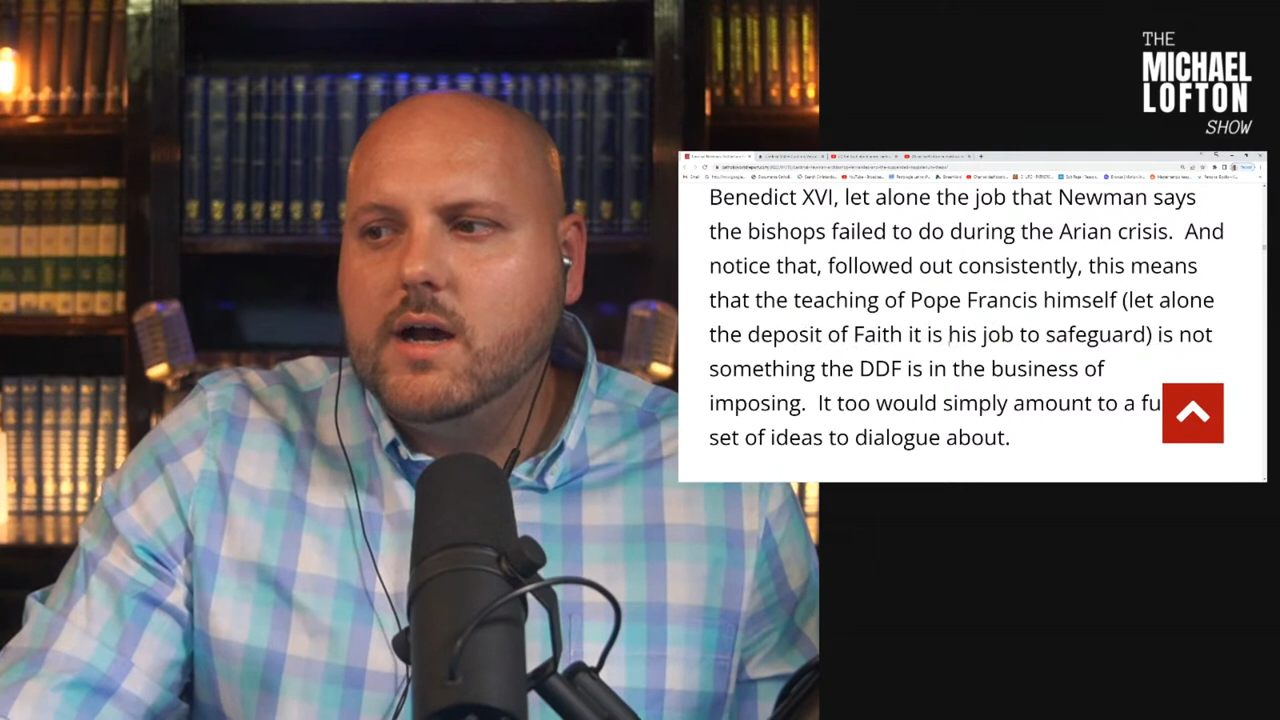 THE
MICHAEL
LOFTON
SHOW
Benedict XVI, let alone the job that Newman says
the bishops failed to do during the Arian crisis.  And
notice that, followed out consistently, this means
that the teaching of Pope Francis himself (let alone
the deposit of Faith it is his job to safeguard) is not
something the DDF is in the business of
imposing.  It too would simply amount to a
set of ideas to dialogue about.